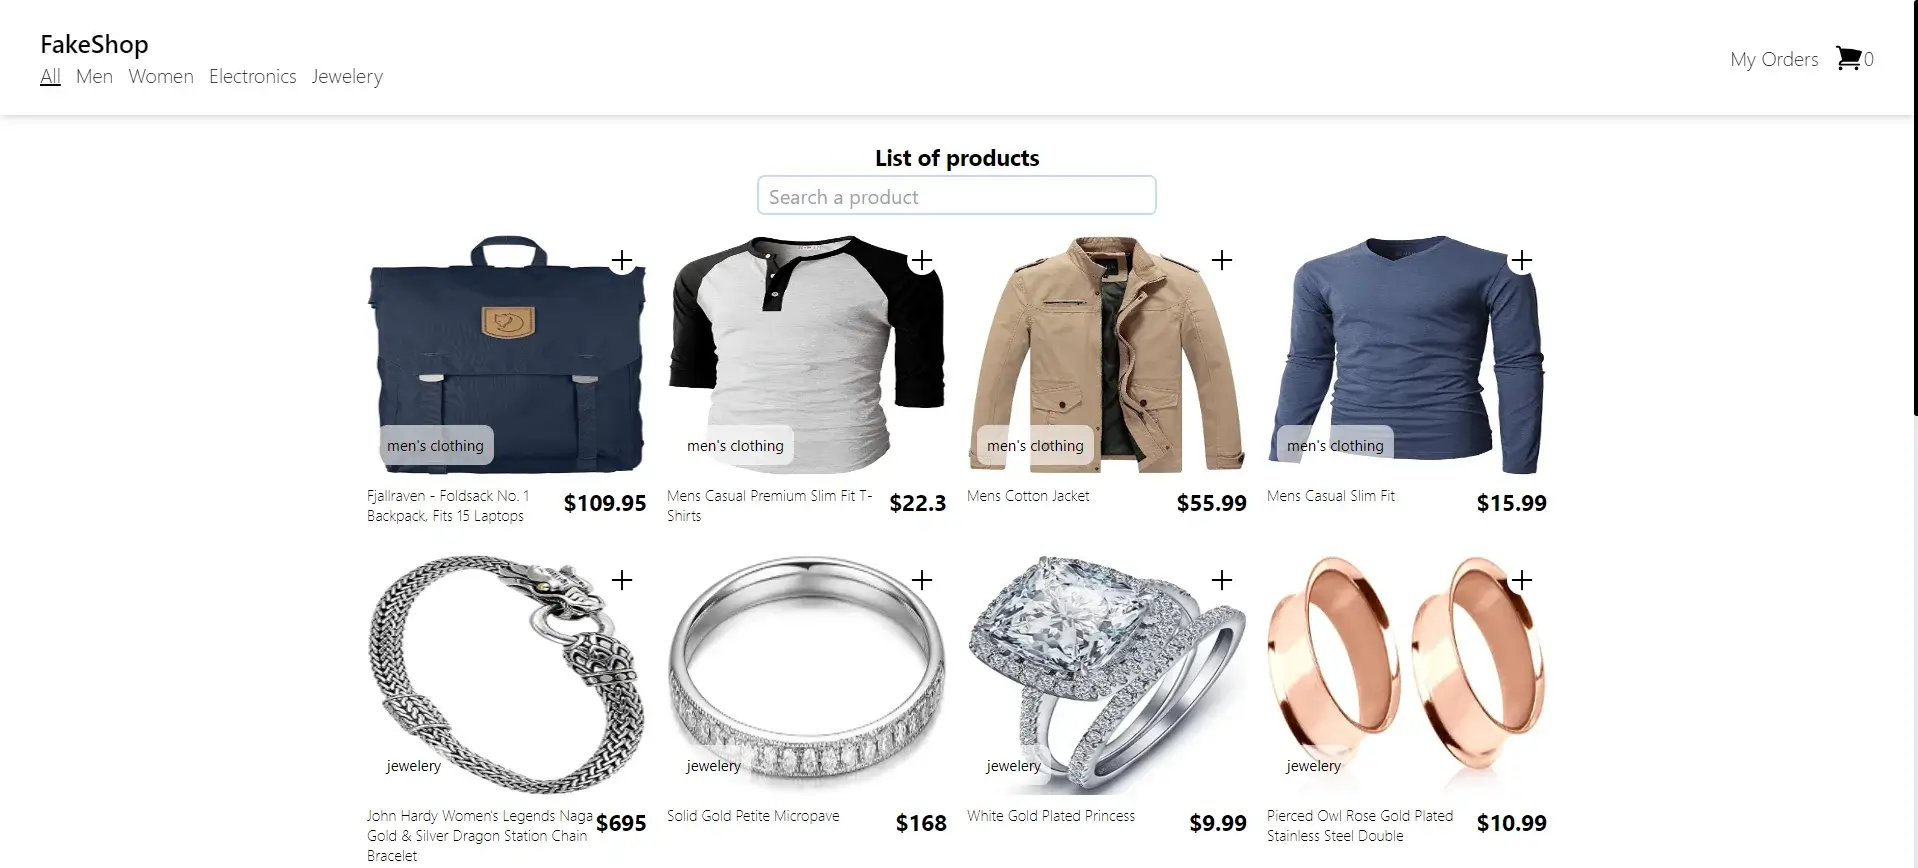 FakeShop
All Men Women Electronics Jewelery
My Orders 0
List of products
Search a product
men's clothing
men's clothing
men's clothing
men's clothing
Fjallraven - Foldsack No. 1
Backpack, Fits 15 Laptops
$109.95
Mens Casual Premium Slim Fit T-
Shirts
$22.3
Mens Cotton Jacket
$55.99
Mens Casual Slim Fit
$15.99
jewelery
jewelery
jewelery
jewelery
John Hardy Women's Legends Naga
Gold & Silver Dragon Station Chain
Bracelet
$695
Solid Gold Petite Micropave
$168
White Gold Plated Princess
$9.99
Pierced Owl Rose Gold Plated
Stainless Steel Double
$10.99